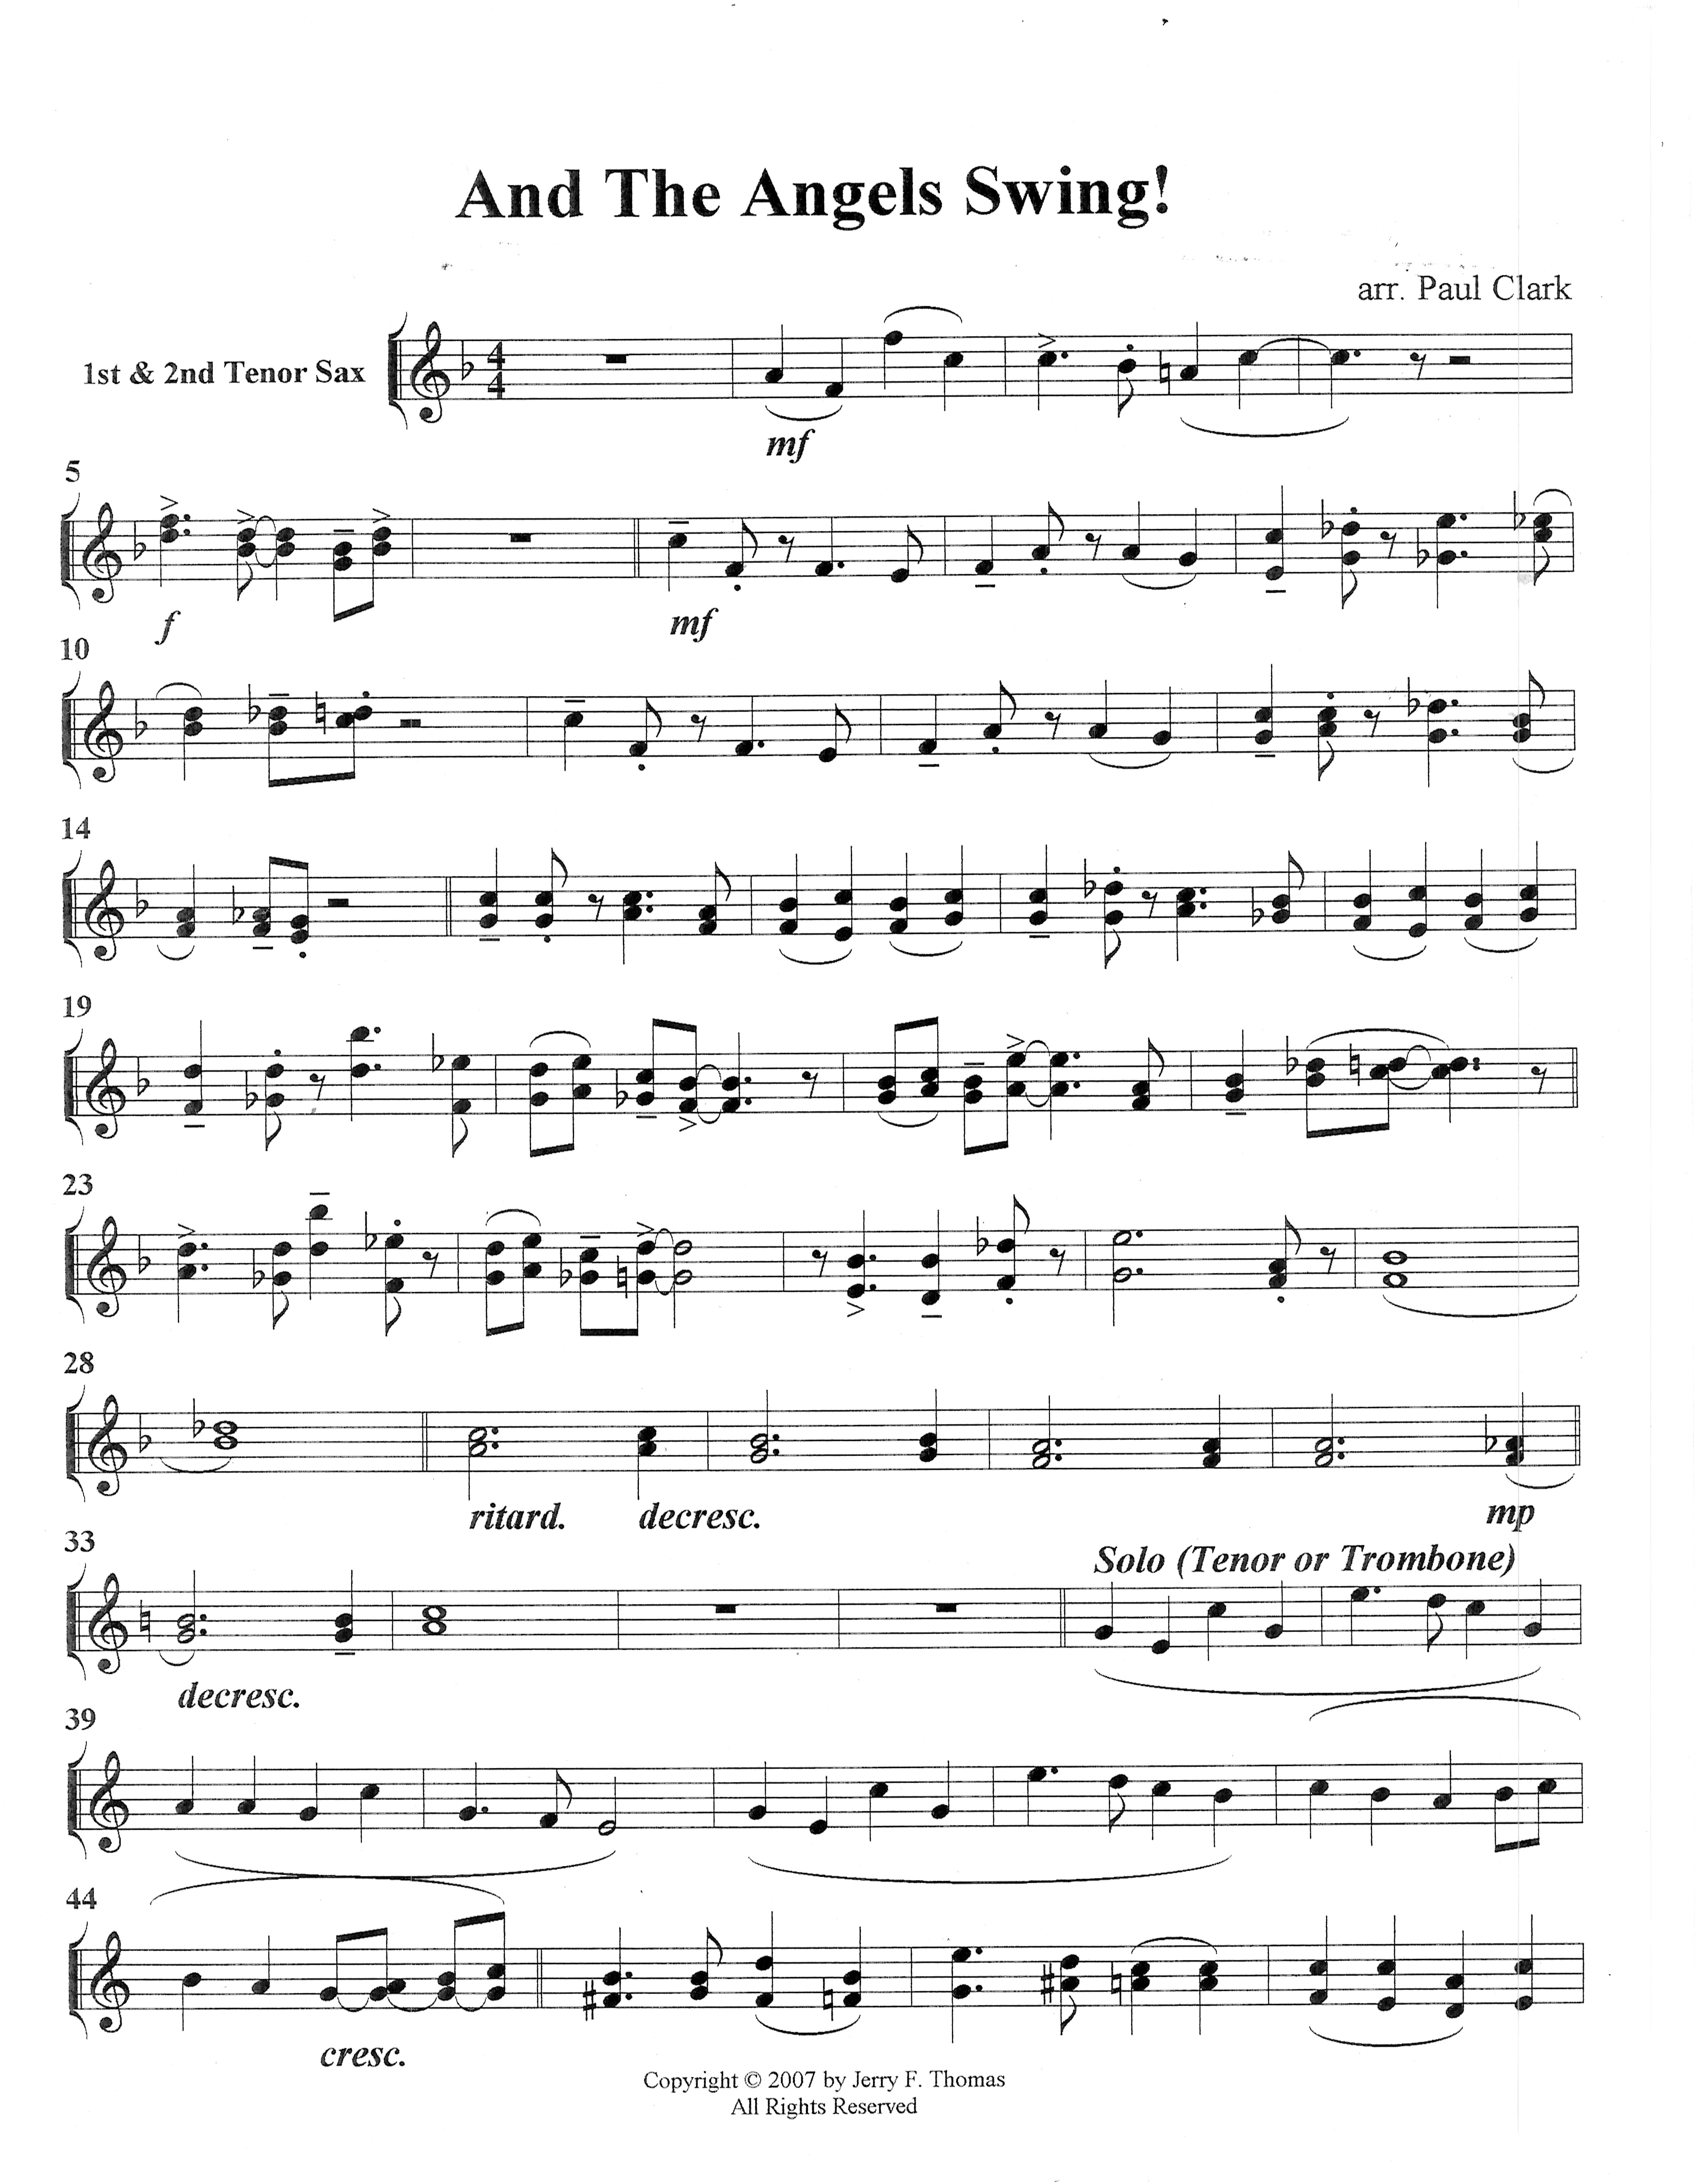 And The Angels Swing!
arr. Paul Clark
1st & 2nd Tenor Sax
4
4
mf
5
f
mf
10
14
19
23
28
ritard.
decresc.
mp
33
Solo (Tenor or Trombone)
decresc.
39
44
cresc.
Copyright © 2007 by Jerry F. Thomas
All Rights Reserved